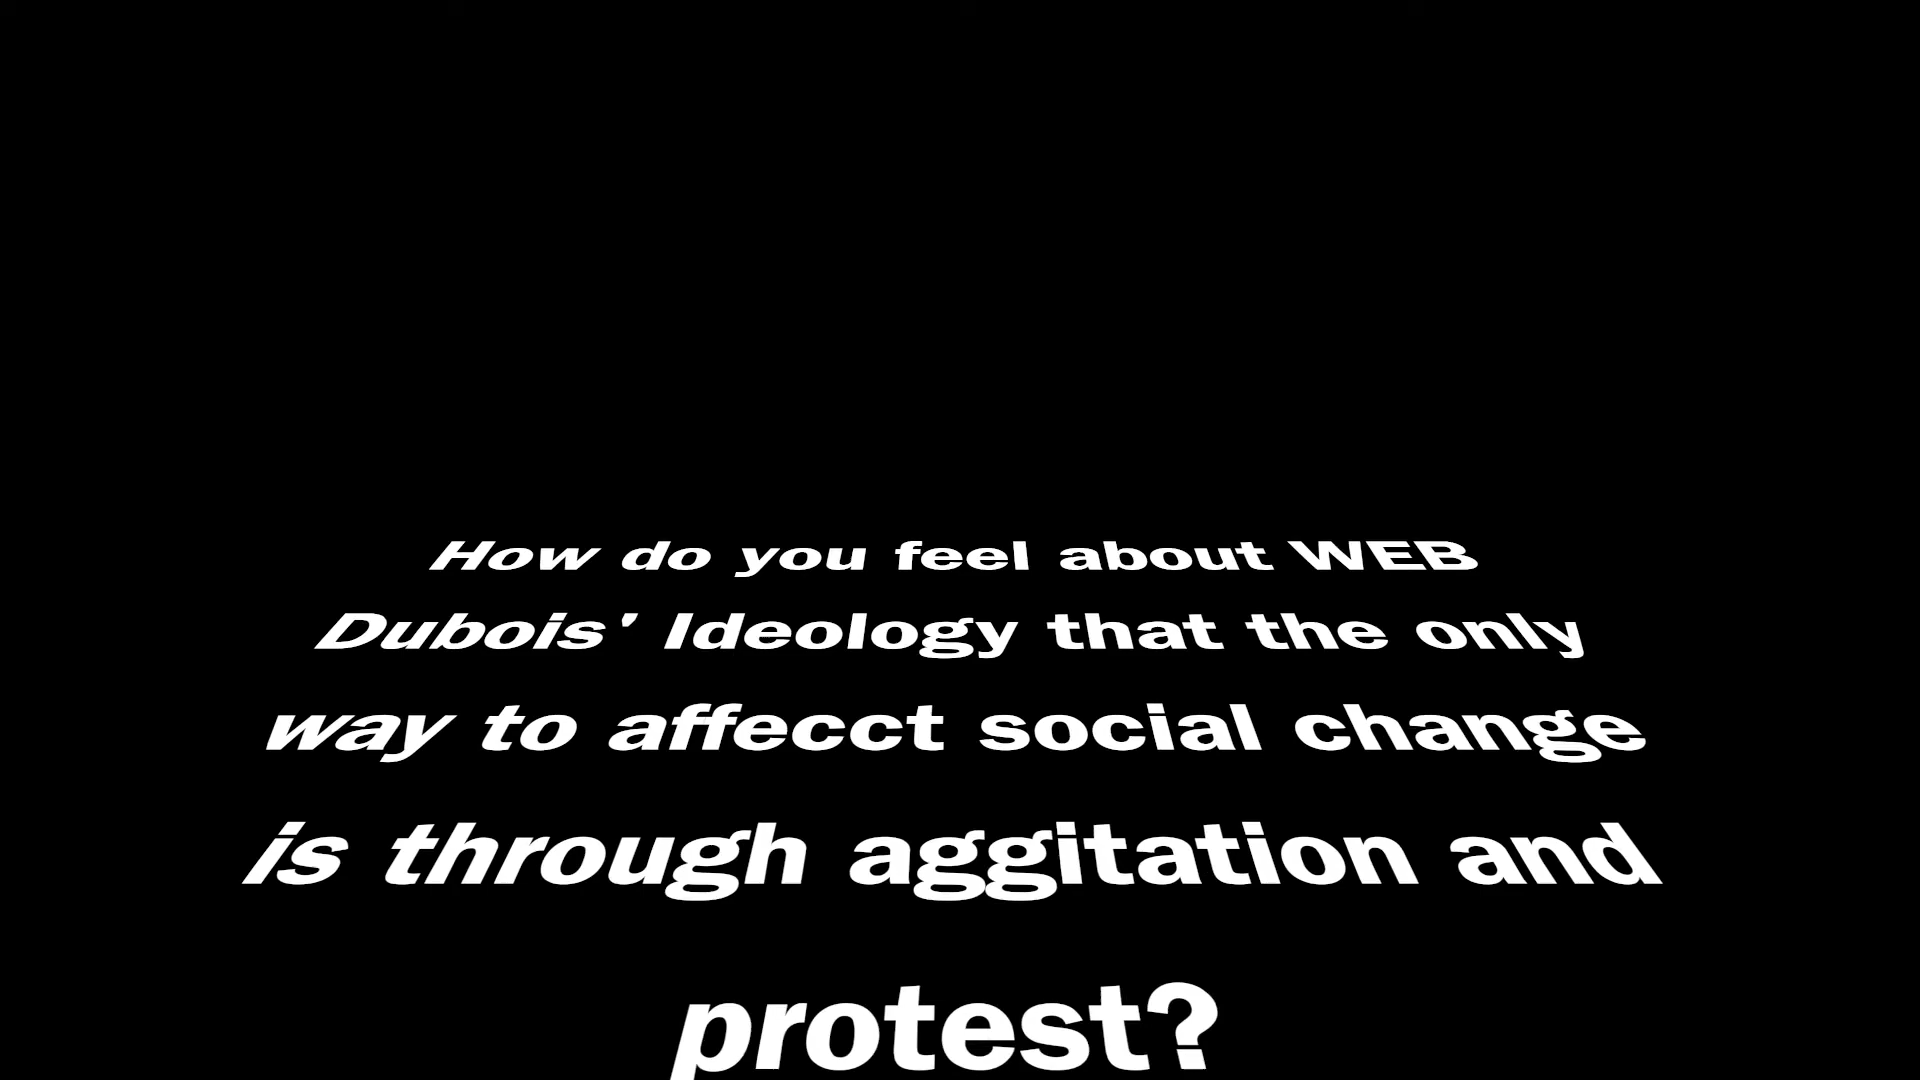 How do you feel about WEB
Dubois' Ideology that the only
way to affecct social change
is through aggitation and
protest?